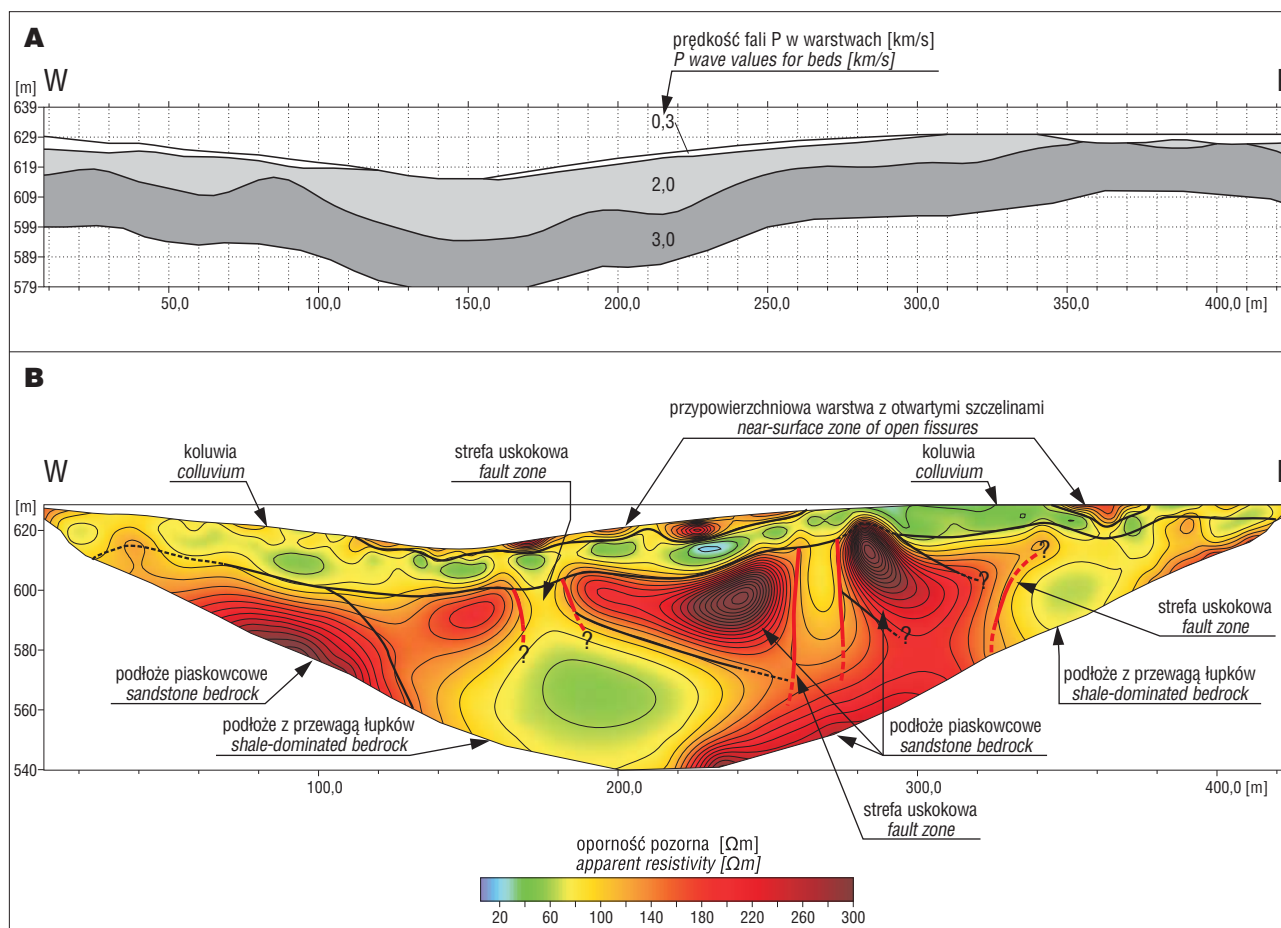 A
prędkość fali P w warstwach [km/s]
P wave values for beds [km/s]
W
[m]
639
629
619
609
599
589
579
0,3
2,0
3,0
50,0 100,0 150,0 200,0 250,0 300,0 350,0 400,0 [m]
B
przypowierzchniowa warstwa z otwartymi szczelinami
near-surface zone of open fissures
koluwia
colluvium
strefa uskokowa
fault zone
koluwia
colluvium
W
[m]
620
600
580
560
540
?
?
?
?
?
strefa uskokowa
fault zone
podłoże piaskowcowe
sandstone bedrock
podłoże z przewagą łupków
shale-dominated bedrock
podłoże z przewagą łupków
shale-dominated bedrock
podłoże piaskowcowe
sandstone bedrock
100,0 200,0 300,0 400,0 [m]
strefa uskokowa
fault zone
oporność pozorna [Ωm]
apparent resistivity [Ωm]
20 60 100 140 180 220 260 300